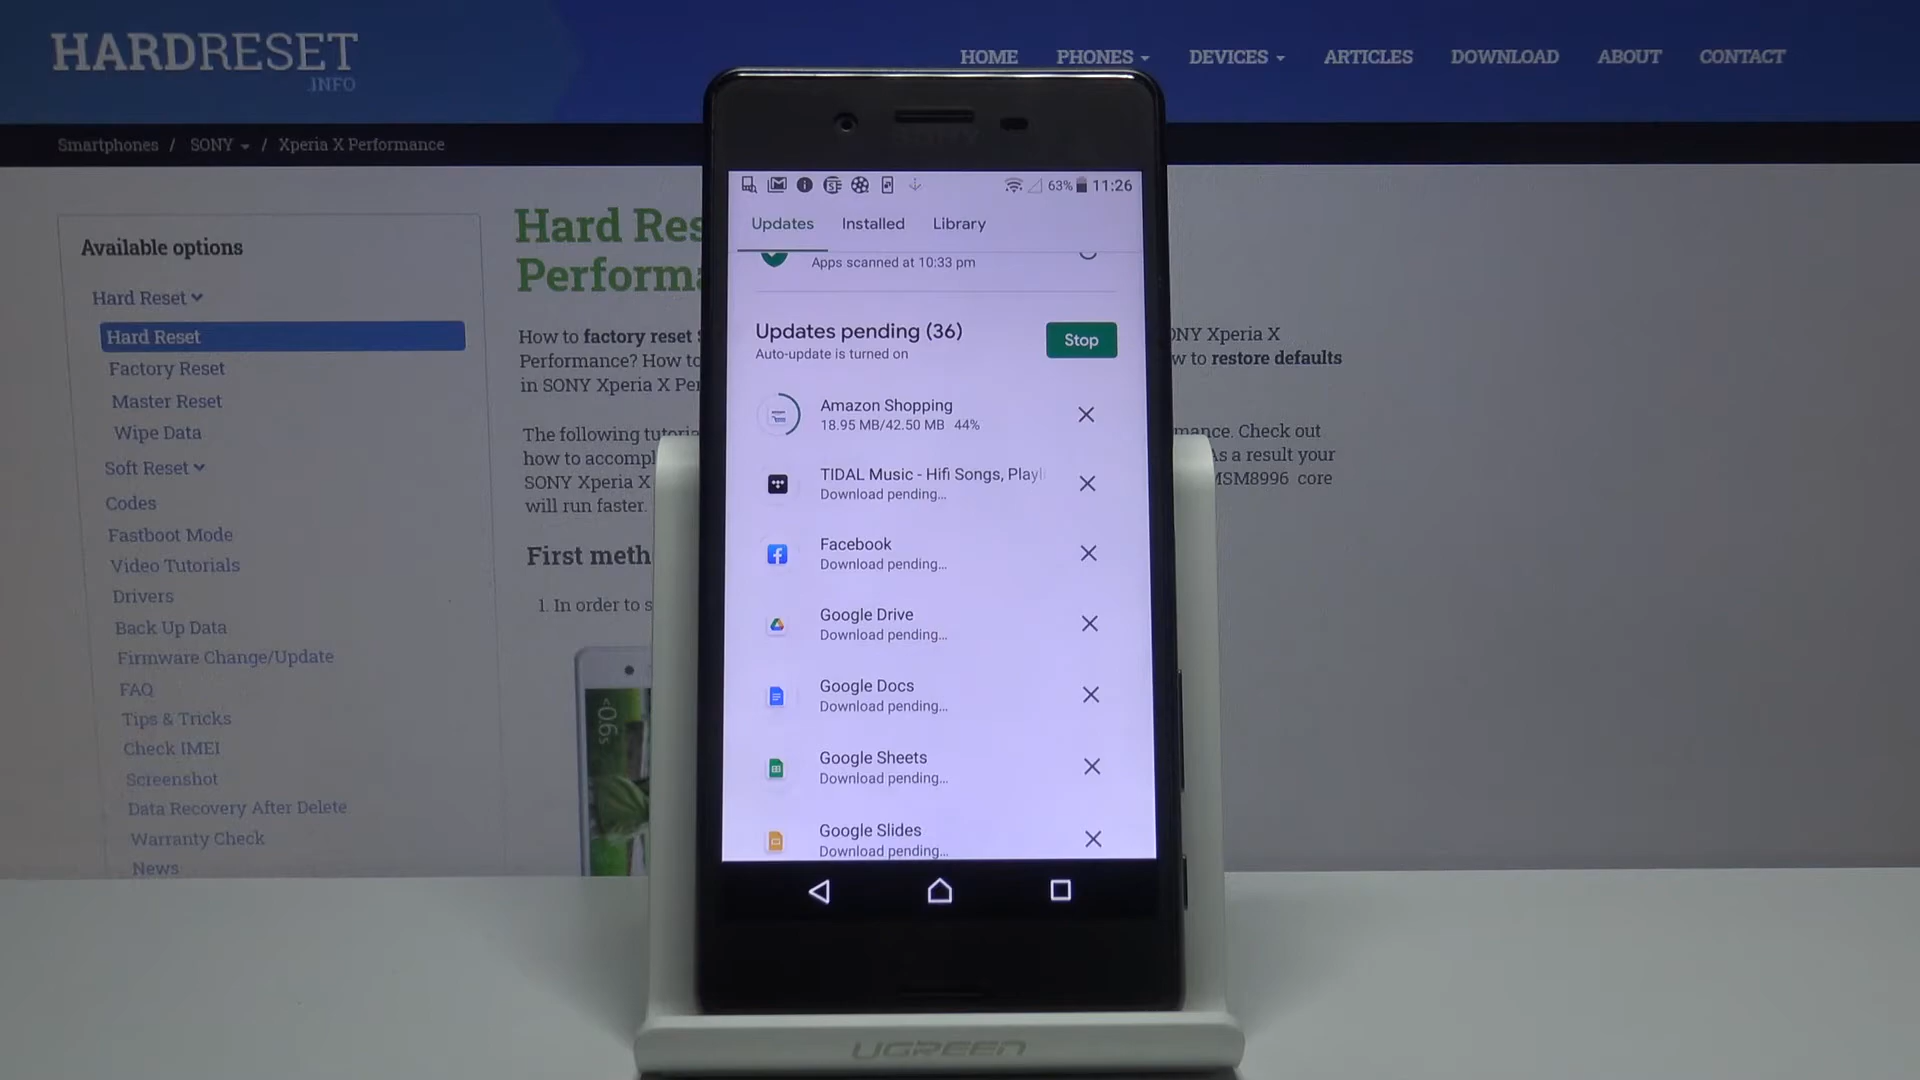 HARDRESET
.INFO
HOME PHONES DEVICES ARTICLES DOWNLOAD ABOUT CONTACT
Smartphones / SONY / Xperia X Performance
Available options
Hard Reset
Hard Reset
Factory Reset
Master Reset
Wipe Data
Soft Reset
Codes
Fastboot Mode
Video Tutorials
Drivers
Back Up Data
Firmware Change/Update
FAQ
Tips & Tricks
Check IMEI
Screenshot
Data Recovery After Delete
Warranty Check
News
Hard Res
Performa
How to factory reset
Performance? How to
in SONY Xperia X Per
The following tutoria
how to accompl
SONY Xperia X
will run faster.
First meth
1. In order to s
<0.6s
SONY
63% 11:26
Updates Installed Library
Apps scanned at 10:33 pm
Updates pending (36)
Auto-update is turned on
Stop
Amazon Shopping
18.95 MB/42.50 MB 44%
TIDAL Music - Hifi Songs, Playl
Download pending...
Facebook
Download pending...
Google Drive
Download pending...
Google Docs
Download pending...
Google Sheets
Download pending...
Google Slides
Download pending...
NY Xperia X
w to restore defaults
mance. Check out
As a result your
MSM8996 core
UGREEN